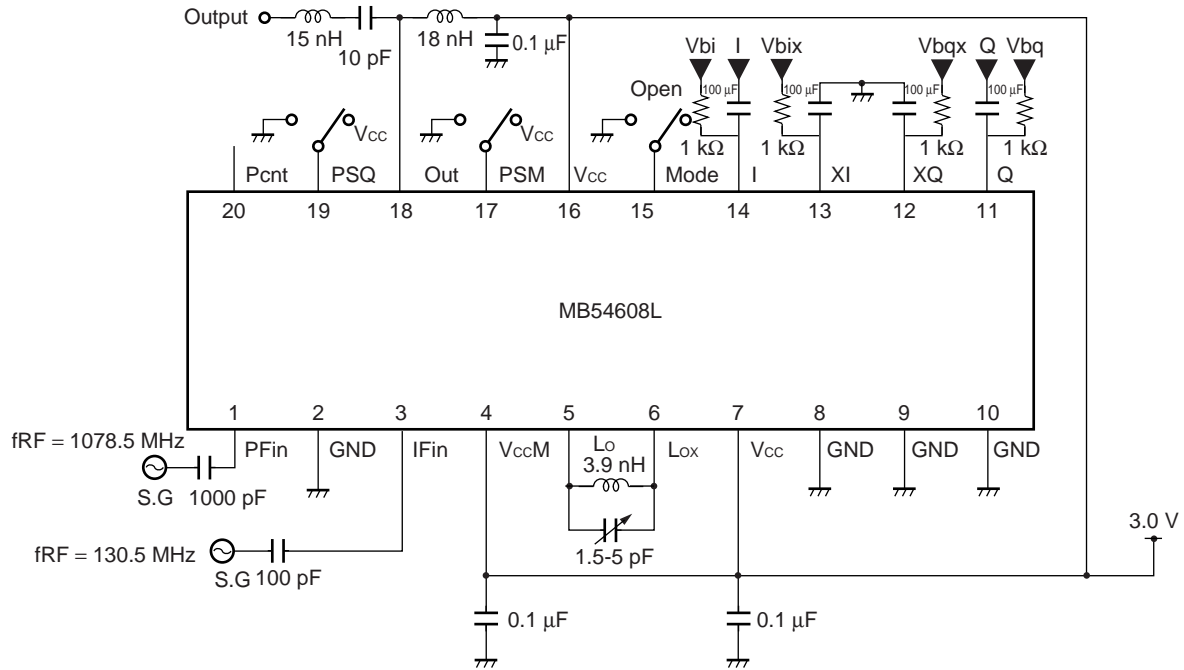 Output
15 nH
10 pF
18 nH
0.1 µF
Vbi I Vbix Vbqx Q Vbq
100 µF 100 µF 100 µF 100 µF
Open
VCC VCC
1 kΩ 1 kΩ 1 kΩ 1 kΩ
Pcnt PSQ Out PSM VCC Mode I XI XQ Q
20 19 18 17 16 15 14 13 12 11
MB54608L
1 2 3 4 5 6 7 8 9 10
fRF = 1078.5 MHz
PFin GND IFin VCCM LO LOX VCC GND GND GND
3.9 nH
S.G 1000 pF
3.0 V
1.5-5 pF
fRF = 130.5 MHz
S.G 100 pF
0.1 µF 0.1 µF